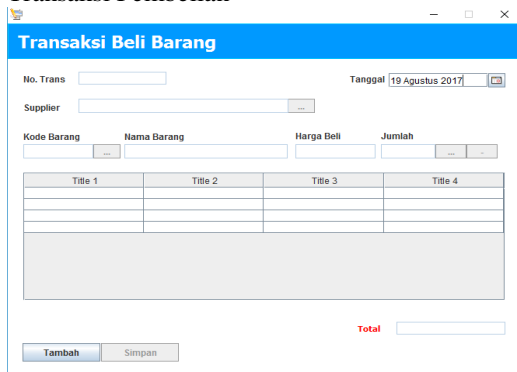 Transaksi Beli Barang
No. Trans
Tanggal 19 Agustus 2017
Supplier ...
Kode Barang Nama Barang Harga Beli Jumlah
... ... -
Title 1 Title 2 Title 3 Title 4
Total
Tambah Simpan